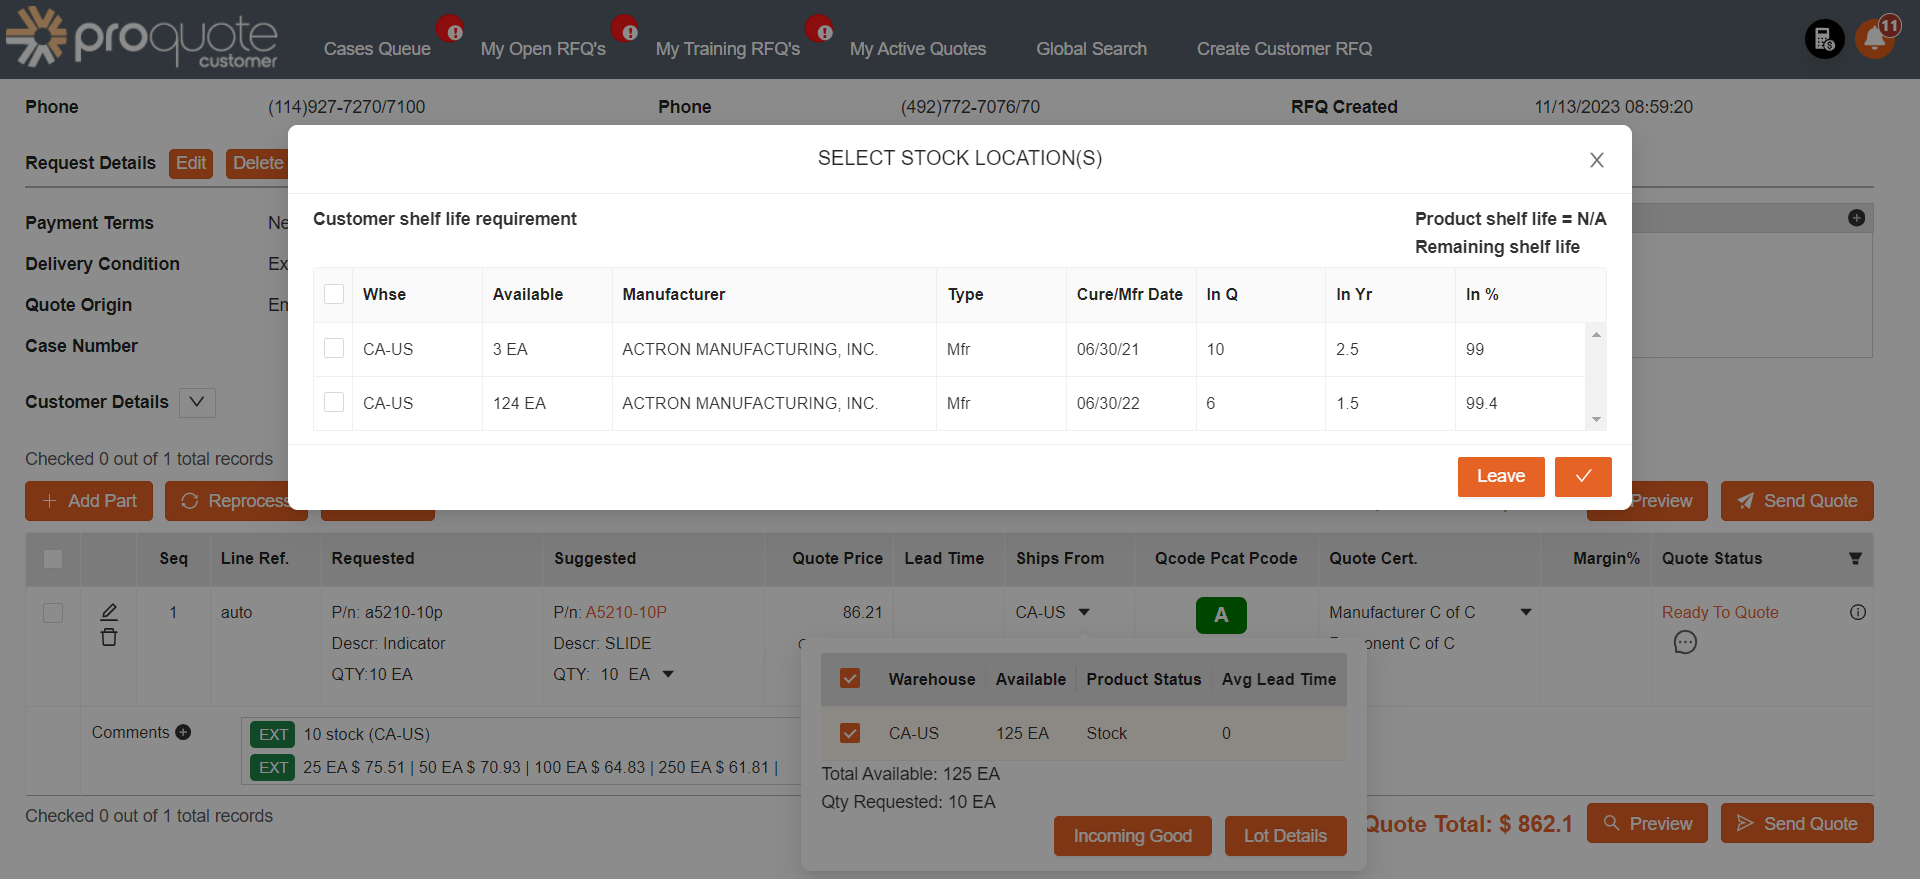 proquote
customer
Cases Queue
My Open RFQ's
My Training RFQ's
My Active Quotes
Global Search
Create Customer RFQ
11
Phone (114)927-7270/7100 Phone (492)772-7076/70 RFQ Created 11/13/2023 08:59:20
Request Details Edit Delete
Payment Terms Ne
Delivery Condition Ex
Quote Origin En
Case Number
Customer Details
SELECT STOCK LOCATION(S)
Customer shelf life requirement
Product shelf life = N/A
Remaining shelf life
Whse Available Manufacturer Type Cure/Mfr Date In Q In Yr In %
CA-US 3 EA ACTRON MANUFACTURING, INC. Mfr 06/30/21 10 2.5 99
CA-US 124 EA ACTRON MANUFACTURING, INC. Mfr 06/30/22 6 1.5 99.4
Leave
Checked 0 out of 1 total records
Add Part Reprocess Preview Send Quote
Seq Line Ref. Requested Suggested Quote Price Lead Time Ships From Qcode Pcat Pcode Quote Cert. Margin% Quote Status
1 auto P/n: a5210-10p P/n: A5210-10P 86.21 CA-US A Manufacturer C of C Ready To Quote
Descr: Indicator Descr: SLIDE onent C of C
QTY:10 EA QTY: 10 EA
Warehouse Available Product Status Avg Lead Time
CA-US 125 EA Stock 0
Total Available: 125 EA
Qty Requested: 10 EA
Incoming Good Lot Details
Comments EXT 10 stock (CA-US)
EXT 25 EA $ 75.51 | 50 EA $ 70.93 | 100 EA $ 64.83 | 250 EA $ 61.81 |
Checked 0 out of 1 total records
Quote Total: $ 862.1 Preview Send Quote